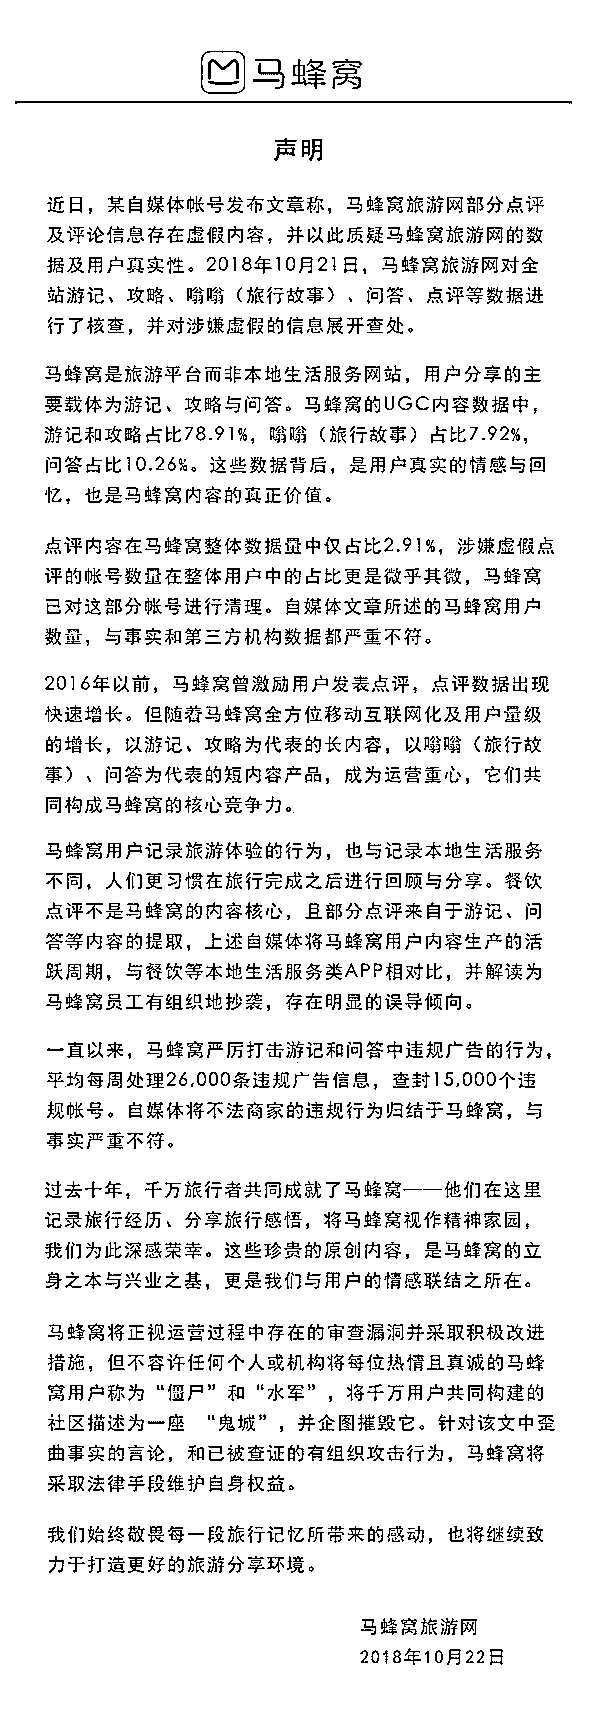 马蜂窝
声明
近日，某自媒体帐号发布文章称，马蜂窝旅游网部分点评
及评论信息存在虚假内容，并以此质疑马蜂窝旅游网的数
据及用户真实性。2018年10月21日，马蜂窝旅游网对全
站游记、攻略、嗡嗡（旅行故事）、问答、点评等数据进
行了核查，并对涉嫌虚假的信息展开查处。
马蜂窝是旅游平台而非本地生活服务网站，用户分享的主
要载体为游记、攻略与问答。马蜂窝的UGC内容数据中，
游记和攻略占比78.91%，嗡嗡（旅行故事）占比7.92%，
问答占比10.26%。这些数据背后，是用户真实的情感与回
忆，也是马蜂窝内容的真正价值。
点评内容在马蜂窝整体数据量中仅占比2.91%，涉嫌虚假点
评的帐号数量在整体用户中的占比更是微乎其微，马蜂窝
已对这部分帐号进行清理。自媒体文章所述的马蜂窝用户
数量，与事实和第三方机构数据都严重不符。
2016年以前，马蜂窝曾激励用户发表点评，点评数据出现
快速增长。但随着马蜂窝全方位移动互联网化及用户量级
的增长，以游记、攻略为代表的长内容，以嗡嗡（旅行故
事）、问答为代表的短内容产品，成为运营重心，它们共
同构成马蜂窝的核心竞争力。
马蜂窝用户记录旅游体验的行为，也与记录本地生活服务
不同，人们更习惯在旅行完成之后进行回顾与分享。餐饮
点评不是马蜂窝的内容核心，且部分点评来自于游记、问
答等内容的提取，上述自媒体将马蜂窝用户内容生产的活
跃周期，与餐饮等本地生活服务类APP相对比，并解读为
马蜂窝员工有组织地抄袭，存在明显的误导倾向。
一直以来，马蜂窝严厉打击游记和问答中违规广告的行为，
平均每周处理26,000条违规广告信息，查封15,000个违
规帐号。自媒体将不法商家的违规行为归结于马蜂窝，与
事实严重不符。
过去十年，千万旅行者共同成就了马蜂窝——他们在这里
记录旅行经历、分享旅行感悟，将马蜂窝视作精神家园，
我们为此深感荣幸。这些珍贵的原创内容，是马蜂窝的立
身之本与兴业之基，更是我们与用户的情感联结之所在。
马蜂窝将正视运营过程中存在的审查漏洞并采取积极改进
措施，但不容许任何个人或机构将每位热情且真诚的马蜂
窝用户称为“僵尸”和“水军”，将千万用户共同构建的
社区描述为一座 “鬼城”，并企图摧毁它。针对该文中歪
曲事实的言论，和已被查证的有组织攻击行为，马蜂窝将
采取法律手段维护自身权益。
我们始终敬畏每一段旅行记忆所带来的感动，也将继续致
力于打造更好的旅游分享环境。
马蜂窝旅游网
2018年10月22日